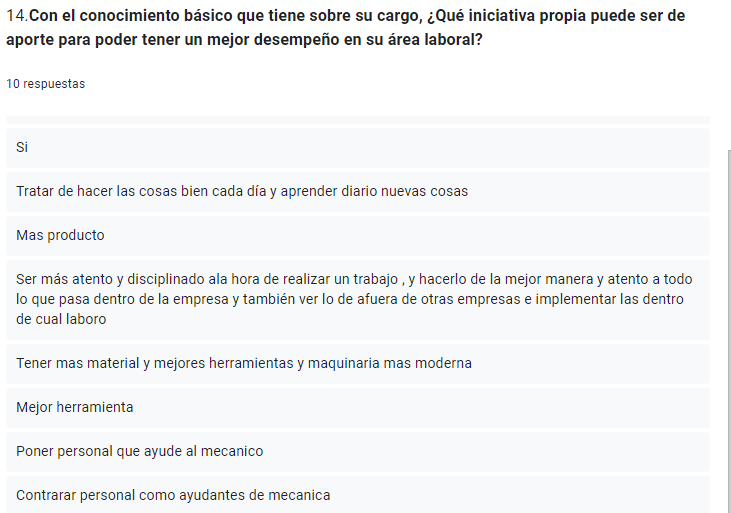 14.Con el conocimiento básico que tiene sobre su cargo, ¿Qué iniciativa propia puede ser de
aporte para poder tener un mejor desempeño en su área laboral?
10 respuestas
Si
Tratar de hacer las cosas bien cada día y aprender diario nuevas cosas
Mas producto
Ser más atento y disciplinado ala hora de realizar un trabajo , y hacerlo de la mejor manera y atento a todo
lo que pasa dentro de la empresa y también ver lo de afuera de otras empresas e implementar las dentro
de cual laboro
Tener mas material y mejores herramientas y maquinaria mas moderna
Mejor herramienta
Poner personal que ayude al mecanico
Contrarar personal como ayudantes de mecanica